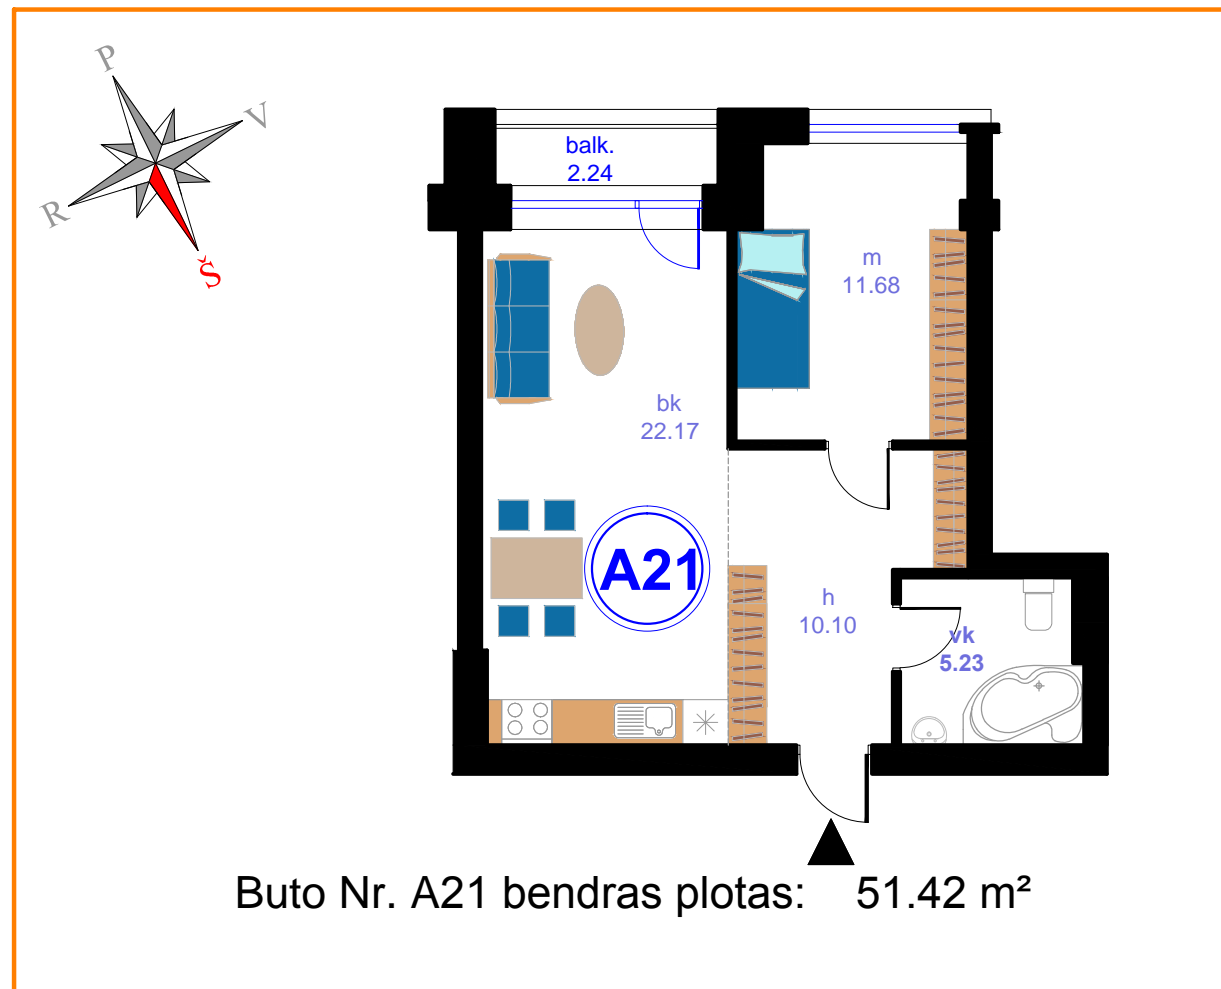 P
V
R
Š
balk.
2.24
m
11.68
bk
22.17
A21
h
10.10
vk
5.23
Buto Nr. A21 bendras plotas: 51.42 m²